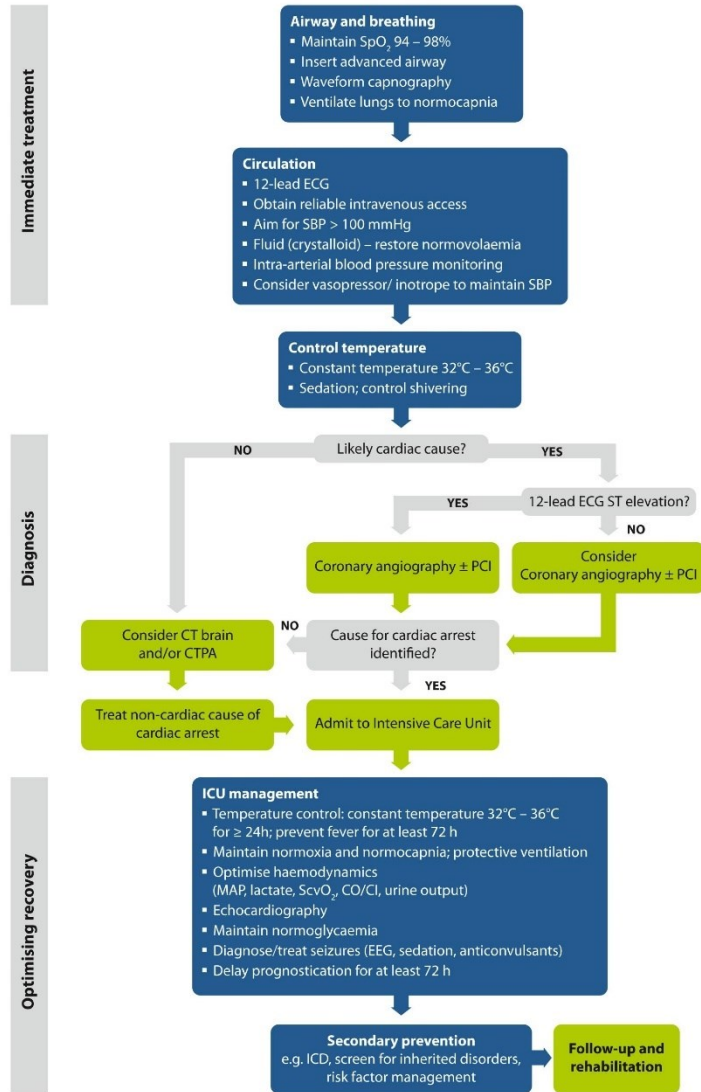 Immediate treatment
Airway and breathing
▪ Maintain SpO₂ 94 – 98%
▪ Insert advanced airway
▪ Waveform capnography
▪ Ventilate lungs to normocapnia
Circulation
▪ 12-lead ECG
▪ Obtain reliable intravenous access
▪ Aim for SBP > 100 mmHg
▪ Fluid (crystalloid) – restore normovolaemia
▪ Intra-arterial blood pressure monitoring
▪ Consider vasopressor/ inotrope to maintain SBP
Control temperature
▪ Constant temperature 32°C – 36°C
▪ Sedation; control shivering
Diagnosis
Likely cardiac cause?
NO
YES
12-lead ECG ST elevation?
YES
NO
Coronary angiography ± PCI
Consider
Coronary angiography ± PCI
Cause for cardiac arrest
identified?
NO
YES
Consider CT brain
and/or CTPA
Treat non-cardiac cause of
cardiac arrest
Admit to Intensive Care Unit
Optimising recovery
ICU management
▪ Temperature control: constant temperature 32°C – 36°C
for ≥ 24h; prevent fever for at least 72 h
▪ Maintain normoxia and normocapnia; protective ventilation
▪ Optimise haemodynamics
(MAP, lactate, ScvO₂, CO/CI, urine output)
▪ Echocardiography
▪ Maintain normoglycaemia
▪ Diagnose/treat seizures (EEG, sedation, anticonvulsants)
▪ Delay prognostication for at least 72 h
Secondary prevention
e.g. ICD, screen for inherited disorders,
risk factor management
Follow-up and
rehabilitation